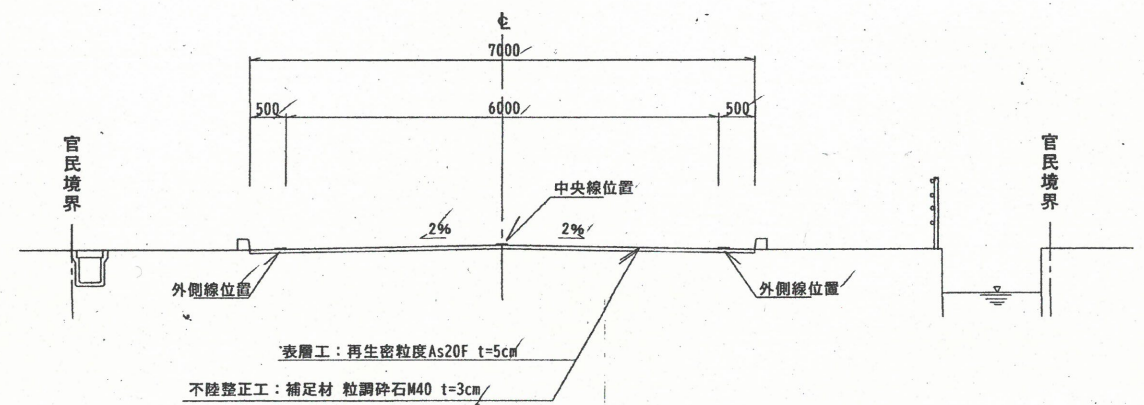 ℄
7000
500
6000
500
官民境界
官民境界
中央線位置
2%
2%
外側線位置
外側線位置
表層工：再生密粒度As20F t=5cm
不陸整正工：補足材 粒調砕石M40 t=3cm